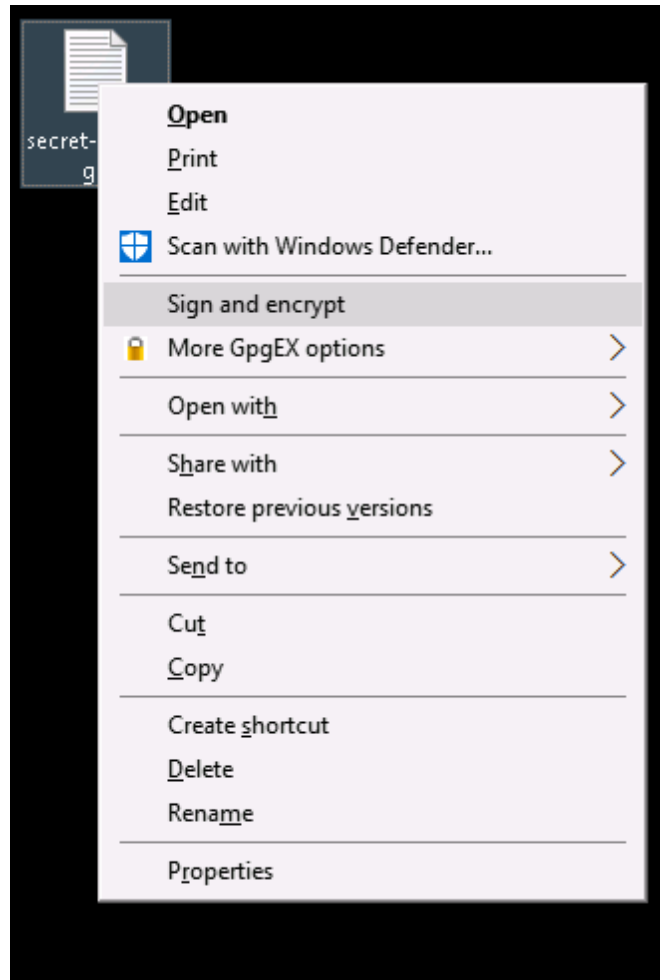 secret-
g
Open
Print
Edit
Scan with Windows Defender...
Sign and encrypt
More GpgEX options
Open with
Share with
Restore previous versions
Send to
Cut
Copy
Create shortcut
Delete
Rename
Properties